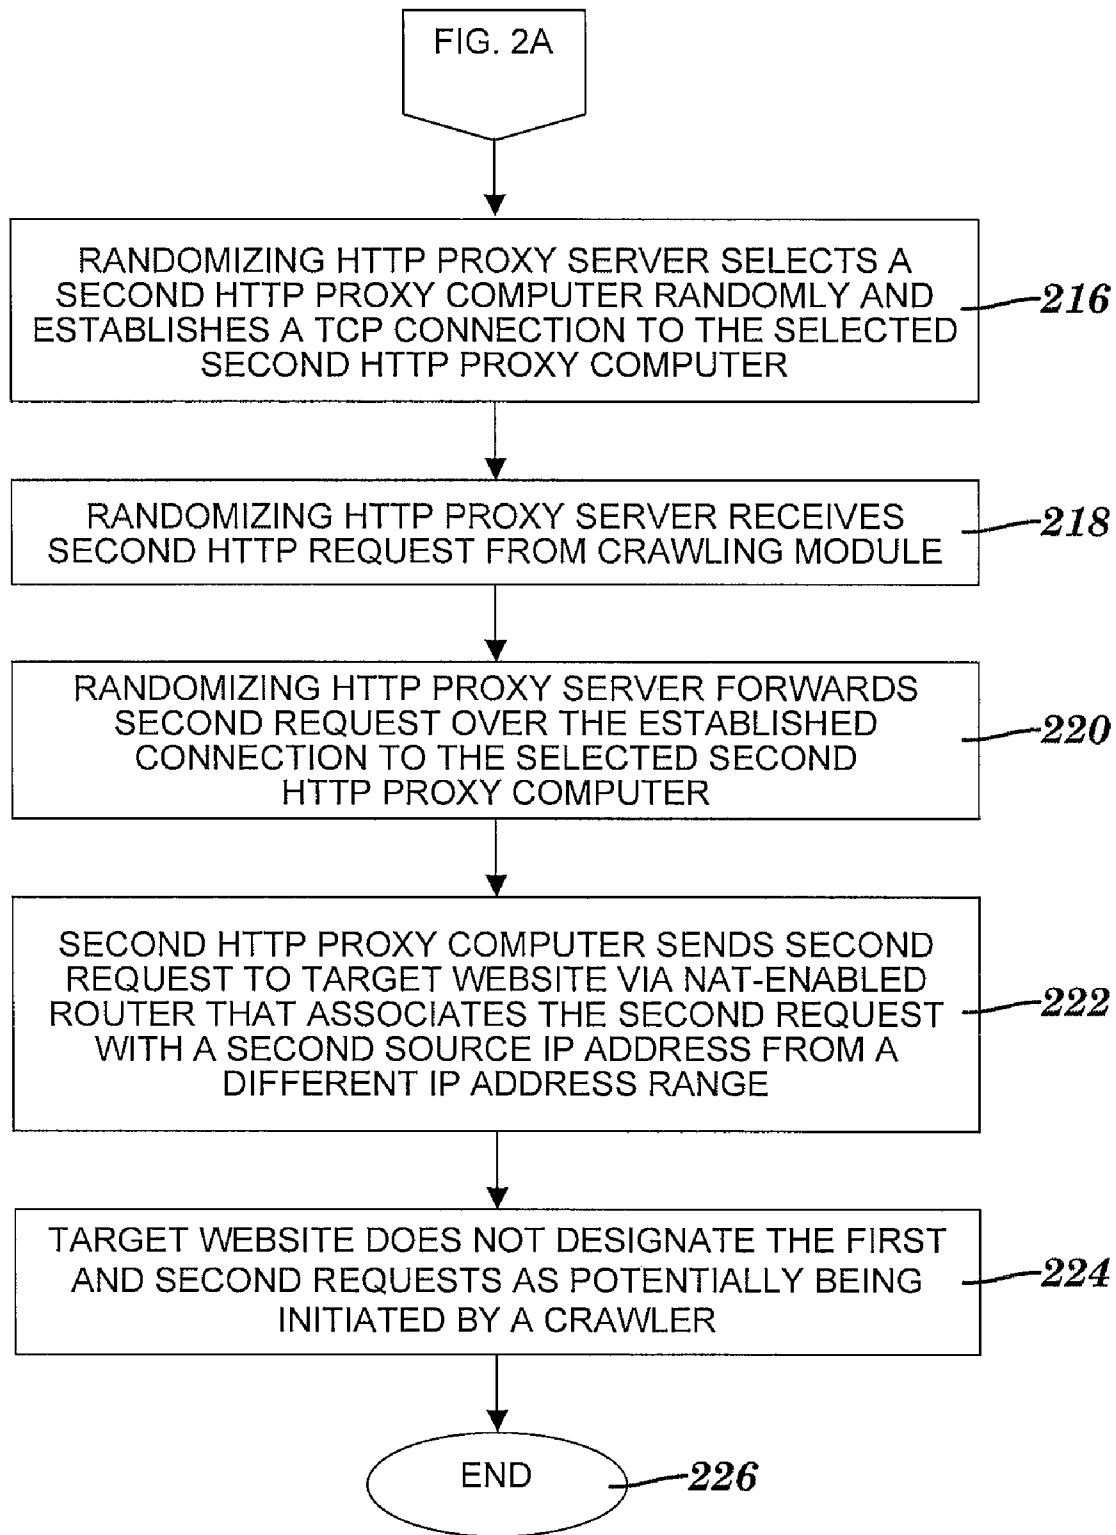 FIG. 2A
RANDOMIZING HTTP PROXY SERVER SELECTS A
SECOND HTTP PROXY COMPUTER RANDOMLY AND
ESTABLISHES A TCP CONNECTION TO THE SELECTED
SECOND HTTP PROXY COMPUTER
216
RANDOMIZING HTTP PROXY SERVER RECEIVES
SECOND HTTP REQUEST FROM CRAWLING MODULE
218
RANDOMIZING HTTP PROXY SERVER FORWARDS
SECOND REQUEST OVER THE ESTABLISHED
CONNECTION TO THE SELECTED SECOND
HTTP PROXY COMPUTER
220
SECOND HTTP PROXY COMPUTER SENDS SECOND
REQUEST TO TARGET WEBSITE VIA NAT-ENABLED
ROUTER THAT ASSOCIATES THE SECOND REQUEST
WITH A SECOND SOURCE IP ADDRESS FROM A
DIFFERENT IP ADDRESS RANGE
222
TARGET WEBSITE DOES NOT DESIGNATE THE FIRST
AND SECOND REQUESTS AS POTENTIALLY BEING
INITIATED BY A CRAWLER
224
END
226